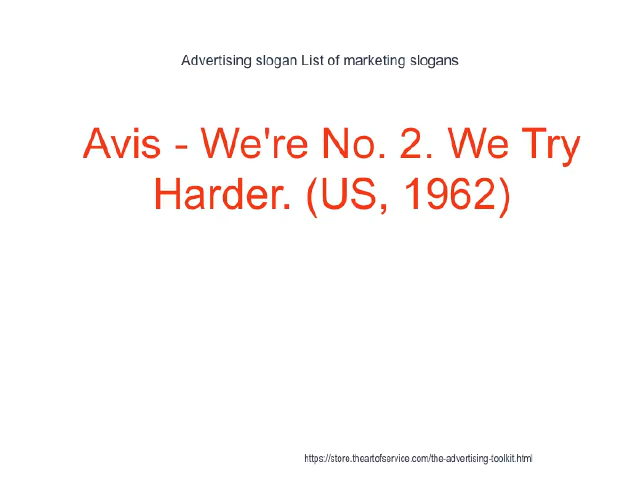 Advertising slogan List of marketing slogans
Avis - We're No. 2. We Try
Harder. (US, 1962)
https://store.theartofservice.com/the-advertising-toolkit.html